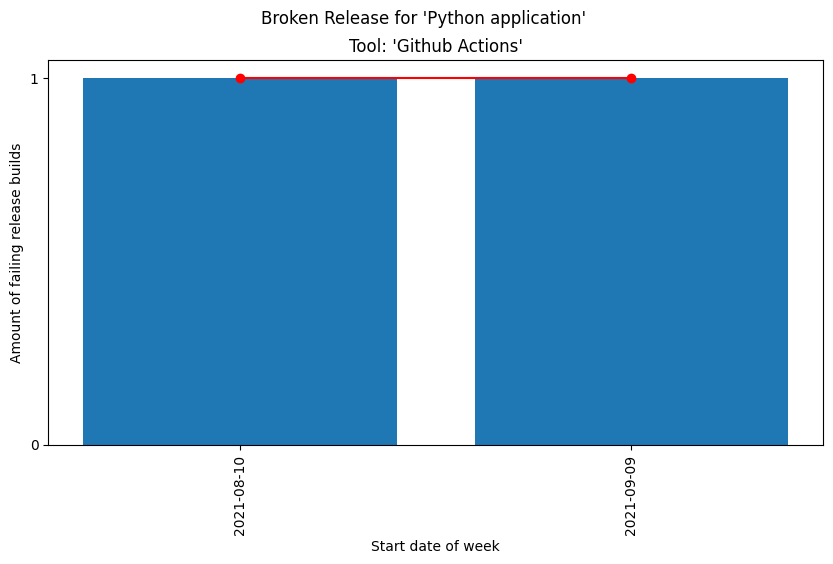 Broken Release for 'Python application'
Tool: 'Github Actions'
Amount of failing release builds
1
0
2021-08-10
2021-09-09
Start date of week